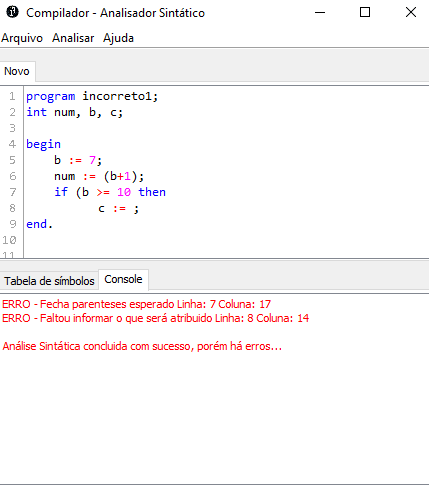 Compilador - Analisador Sintático
Arquivo Analisar Ajuda
Novo
1 program incorreto1;
2 int num, b, c;
3
4 begin
5 b := 7;
6 num := (b+1);
7 if (b >= 10 then
8 c := ;
9 end.
10
11
Tabela de símbolos Console
ERRO - Fecha parenteses esperado Linha: 7 Coluna: 17
ERRO - Faltou informar o que será atribuido Linha: 8 Coluna: 14
Análise Sintática concluida com sucesso, porém há erros...